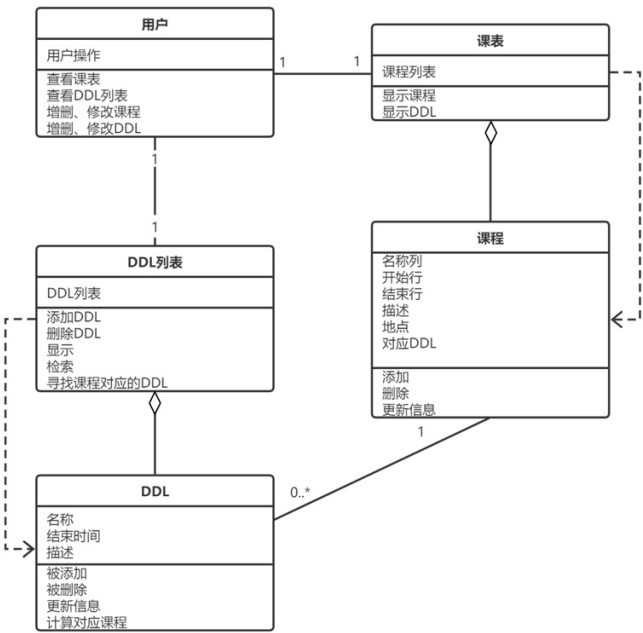 用户
用户操作
查看课表
查看DDL列表
增删、修改课程
增删、修改DDL
1
1
课表
课程列表
显示课程
显示DDL
1
1
DDL列表
DDL列表
添加DDL
删除DDL
显示
检索
寻找课程对应的DDL
课程
名称列
开始行
结束行
描述
地点
对应DDL
添加
删除
更新信息
1
0..*
DDL
名称
结束时间
描述
被添加
被删除
更新信息
计算对应课程